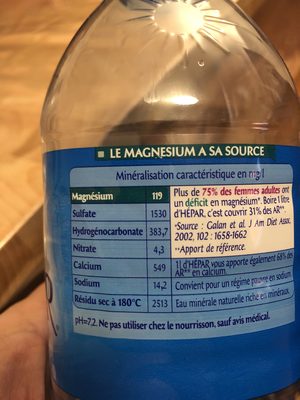 LE MAGNESIUM A SA SOURCE
Minéralisation caractéristique en mg/l
Magnésium 119
Sulfate 1530
Hydrogénocarbonate 383,7
Nitrate 4,3
Calcium 549
Sodium 14,2
Résidu sec à 180°C 2513
Plus de 75% des femmes adultes ont
un déficit en magnésium*. Boire 1 litre
d'HÉPAR, c'est couvrir 31% des AR**.
*Source : Galan et al. J Am Diet Assoc.
2002, 102 : 1658-1662
**Apport de référence.
1l d'HÉPAR vous apporte également 68% des
AR** en calcium.
Convient pour un régime pauvre en sodium.
Eau minérale naturelle riche en minéraux.
pH=7,2. Ne pas utiliser chez le nourrisson, sauf avis médical.